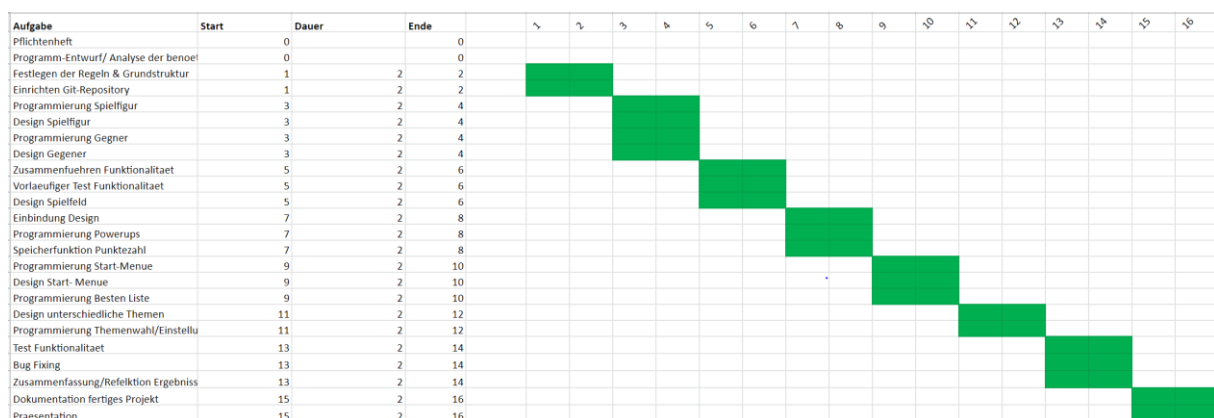 Aufgabe Start Dauer Ende 1 2 3 4 5 6 7 8 9 10 11 12 13 14 15 16
Pflichtenheft 0 0
Programm-Entwurf/ Analyse der benoet 0 0
Festlegen der Regeln & Grundstruktur 1 2 2
Einrichten Git-Repository 1 2 2
Programmierung Spielfigur 3 2 4
Design Spielfigur 3 2 4
Programmierung Gegner 3 2 4
Design Gegener 3 2 4
Zusammenfuehren Funktionalitaet 5 2 6
Vorlaeufiger Test Funktionalitaet 5 2 6
Design Spielfeld 5 2 6
Einbindung Design 7 2 8
Programmierung Powerups 7 2 8
Speicherfunktion Punktezahl 7 2 8
Programmierung Start-Menue 9 2 10
Design Start- Menue 9 2 10
Programmierung Besten Liste 9 2 10
Design unterschiedliche Themen 11 2 12
Programmierung Themenwahl/Einstellu 11 2 12
Test Funktionalitaet 13 2 14
Bug Fixing 13 2 14
Zusammenfassung/Refelktion Ergebniss 13 2 14
Dokumentation fertiges Projekt 15 2 16
Praesentation 15 2 16